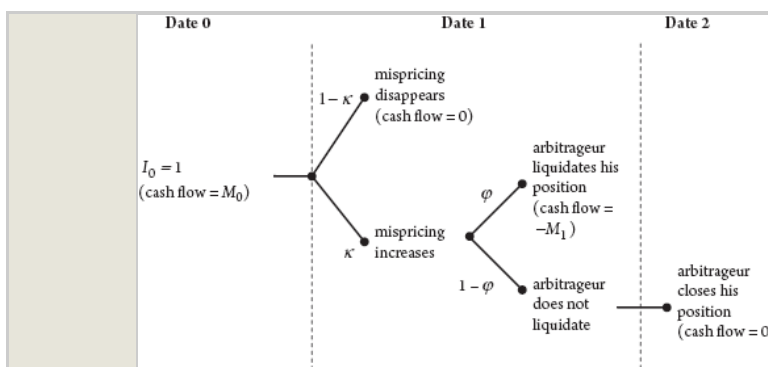 Date 0
Date 1
Date 2
1 − κ
mispricing
disappears
(cash flow = 0)
I₀ = 1
(cash flow = M₀)
κ
mispricing
increases
φ
arbitrageur
liquidates his
position
(cash flow =
−M₁)
1 − φ
arbitrageur
does not
liquidate
arbitrageur
closes his
position
(cash flow = 0